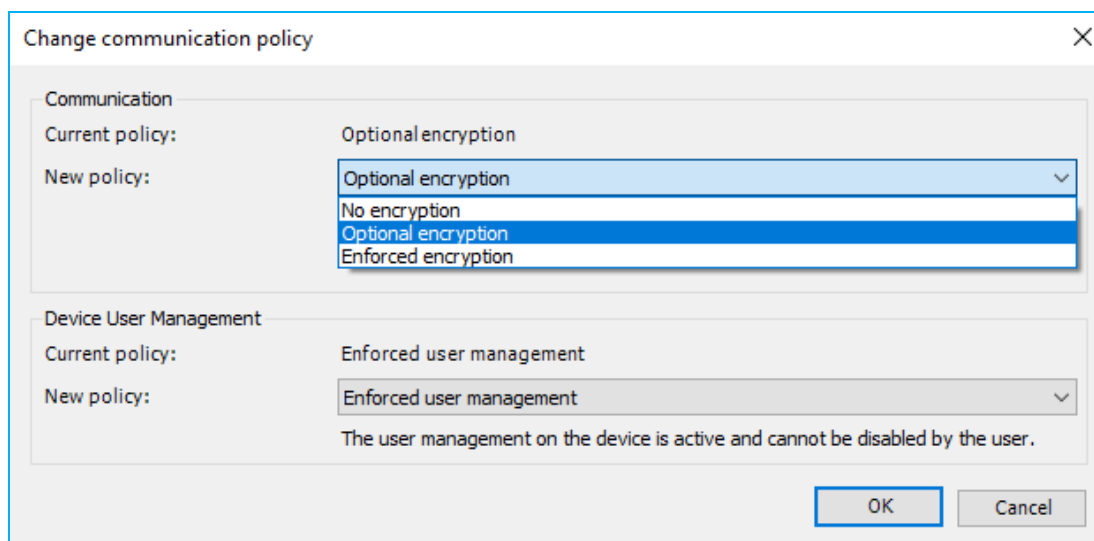 Change communication policy
Communication
Current policy: Optional encryption
New policy: Optional encryption
No encryption
Optional encryption
Enforced encryption
Device User Management
Current policy: Enforced user management
New policy: Enforced user management
The user management on the device is active and cannot be disabled by the user.
OK Cancel